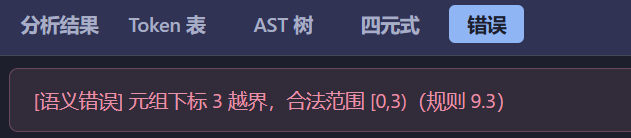 分析结果 Token 表 AST 树 四元式 错误
[语义错误] 元组下标 3 越界，合法范围 [0,3)（规则 9.3）